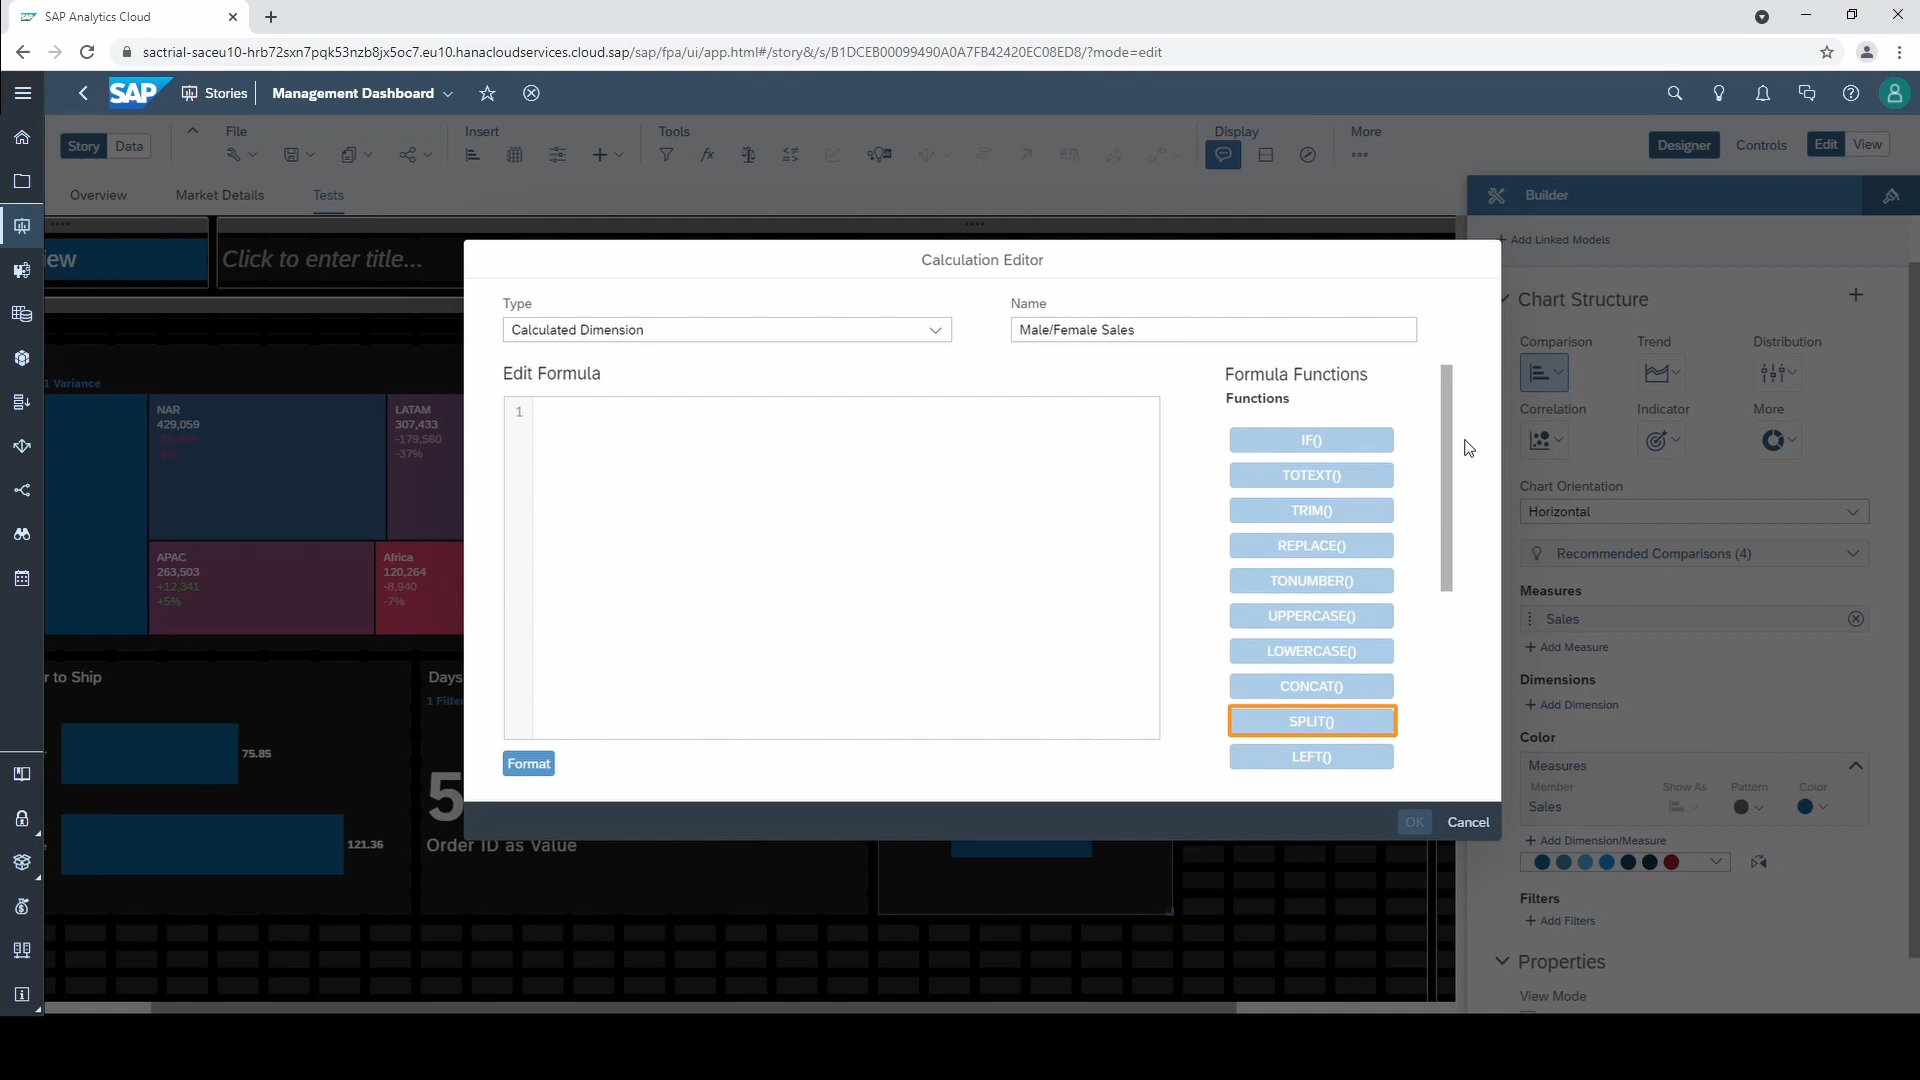 SAP Analytics Cloud
sactrial-saceu10-hrb72sxn7pqk53nzb8jx5oc7.eu10.hanacloudservices.cloud.sap/sap/fpa/ui/app.html#/story&/s/B1DCEB00099490A0A7FB42420EC08ED8/?mode=edit
SAP Stories Management Dashboard
Story Data File Insert Tools Display More Designer Controls Edit View
Overview Market Details Tests
Builder
iew
Click to enter title...
+ Add Linked Models
Calculation Editor
Type
Calculated Dimension
Name
Male/Female Sales
Edit Formula
1
Formula Functions
Functions
IF()
TOTEXT()
TRIM()
REPLACE()
TONUMBER()
UPPERCASE()
LOWERCASE()
CONCAT()
SPLIT()
LEFT()
Format
OK Cancel
1 Variance
NAR
429,059
LATAM
307,433
-179,560
-37%
APAC
263,503
+12,341
+5%
Africa
120,264
-8,940
-7%
r to Ship
75.85
121.36
Days
1 Filter
5
Order ID as Value
Chart Structure
Comparison Trend Distribution
Correlation Indicator More
Chart Orientation
Horizontal
Recommended Comparisons (4)
Measures
Sales
+ Add Measure
Dimensions
+ Add Dimension
Color
Measures
Member Show As Pattern Color
Sales
+ Add Dimension/Measure
Filters
+ Add Filters
Properties
View Mode